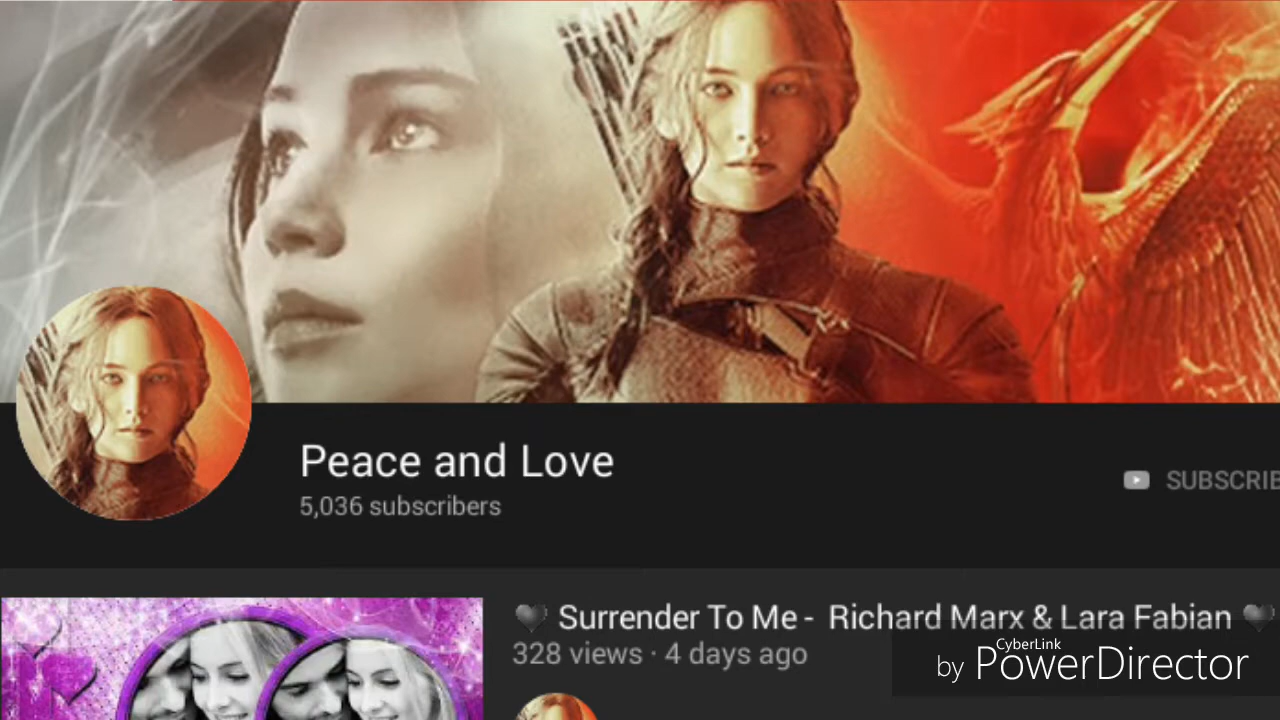 Peace and Love
5,036 subscribers
SUBSCRIB
🖤 Surrender To Me - Richard Marx & Lara Fabian 🖤
328 views · 4 days ago
CyberLink
by PowerDirector